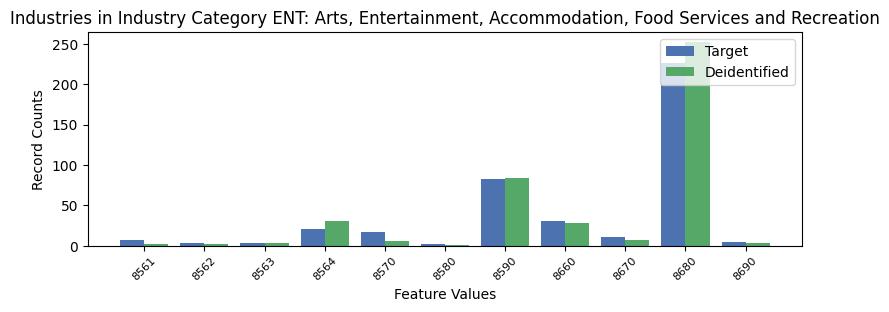 Industries in Industry Category ENT: Arts, Entertainment, Accommodation, Food Services and Recreation
250
200
150
100
50
0
Record Counts
Target
Deidentified
8561 8562 8563 8564 8570 8580 8590 8660 8670 8680 8690
Feature Values